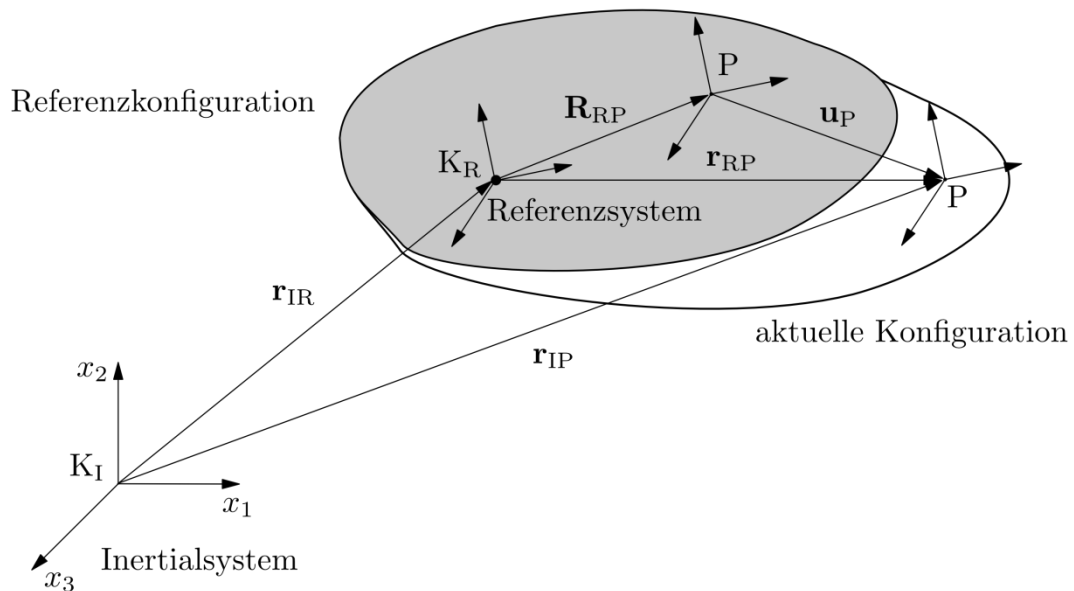 P
Referenzkonfiguration
R_RP
u_P
K_R
r_RP
P
Referenzsystem
r_IR
aktuelle Konfiguration
r_IP
x_2
K_I
x_1
Inertialsystem
x_3